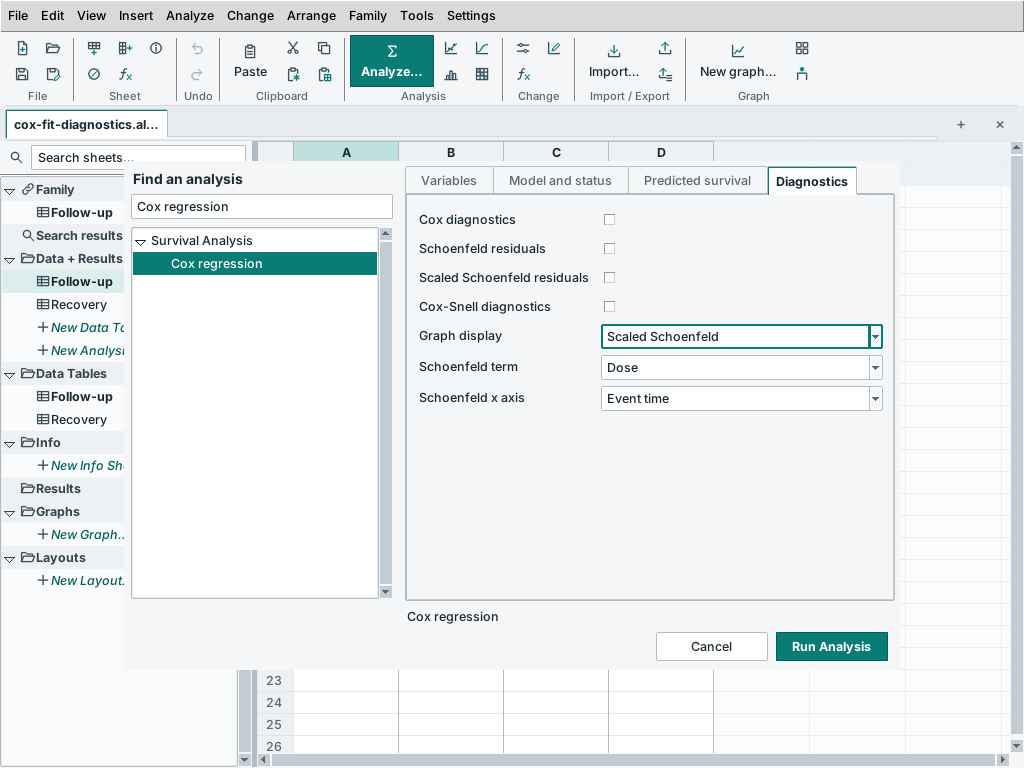 File Edit View Insert Analyze Change Arrange Family Tools Settings
Paste
Analyze...
Import...
New graph...
File
Sheet
Undo
Clipboard
Analysis
Change
Import / Export
Graph
cox-fit-diagnostics.al...
Search sheets...
A B C D
Family
Follow-up
Search results
Data + Results
Follow-up
Recovery
New Data Ta
New Analysi
Data Tables
Follow-up
Recovery
Info
New Info Sh
Results
Graphs
New Graph..
Layouts
New Layout.
Find an analysis
Cox regression
Survival Analysis
Cox regression
Variables
Model and status
Predicted survival
Diagnostics
Cox diagnostics
Schoenfeld residuals
Scaled Schoenfeld residuals
Cox-Snell diagnostics
Graph display Scaled Schoenfeld
Schoenfeld term Dose
Schoenfeld x axis Event time
Cox regression
Cancel
Run Analysis
23
24
25
26